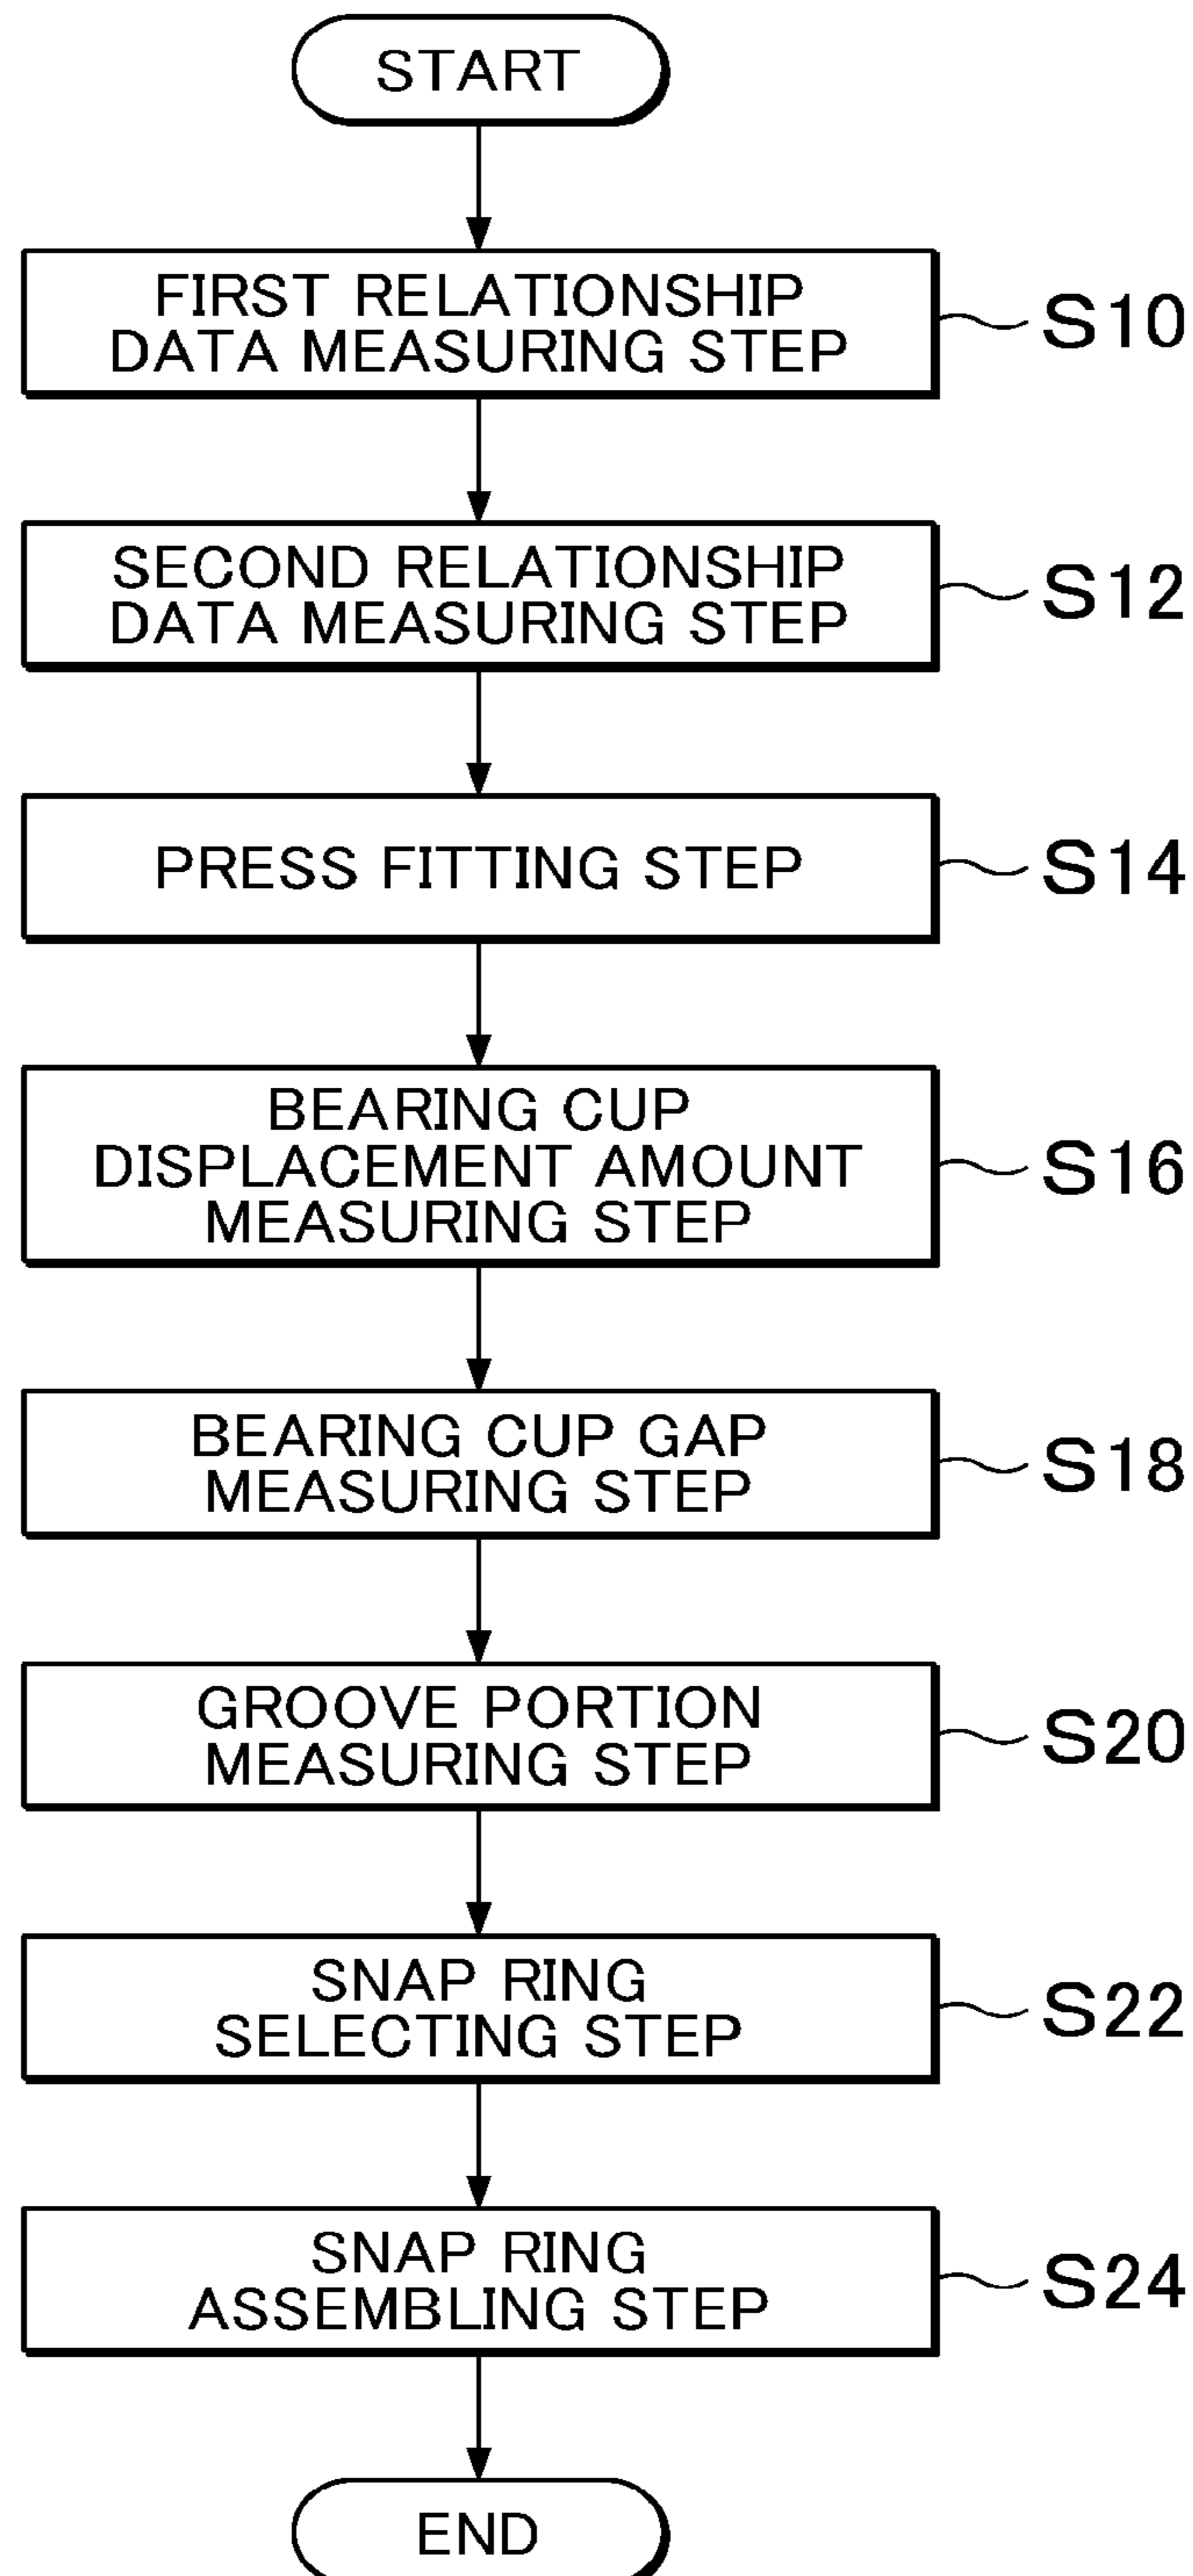 START
FIRST RELATIONSHIP
DATA MEASURING STEP
S10
SECOND RELATIONSHIP
DATA MEASURING STEP
S12
PRESS FITTING STEP
S14
BEARING CUP
DISPLACEMENT AMOUNT
MEASURING STEP
S16
BEARING CUP GAP
MEASURING STEP
S18
GROOVE PORTION
MEASURING STEP
S20
SNAP RING
SELECTING STEP
S22
SNAP RING
ASSEMBLING STEP
S24
END